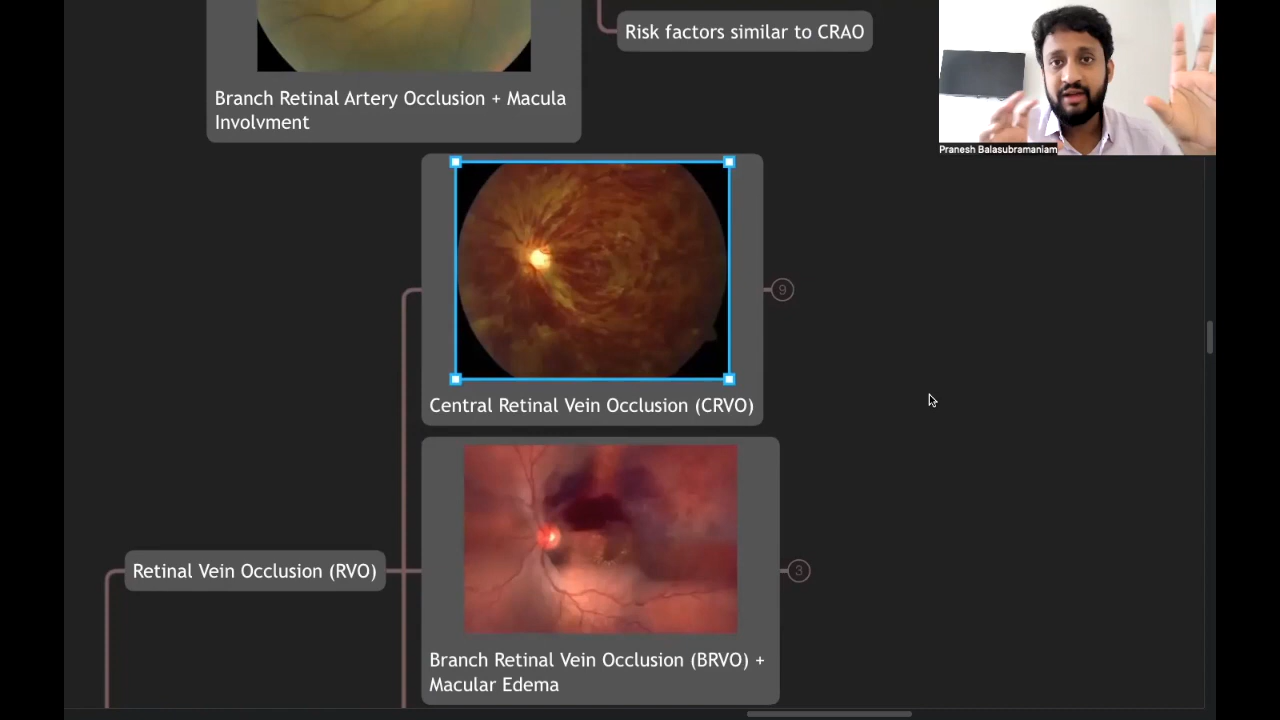 Risk factors similar to CRAO
Branch Retinal Artery Occlusion + Macula
Involvment
Pranesh Balasubramaniam
9
Central Retinal Vein Occlusion (CRVO)
Retinal Vein Occlusion (RVO)
3
Branch Retinal Vein Occlusion (BRVO) +
Macular Edema